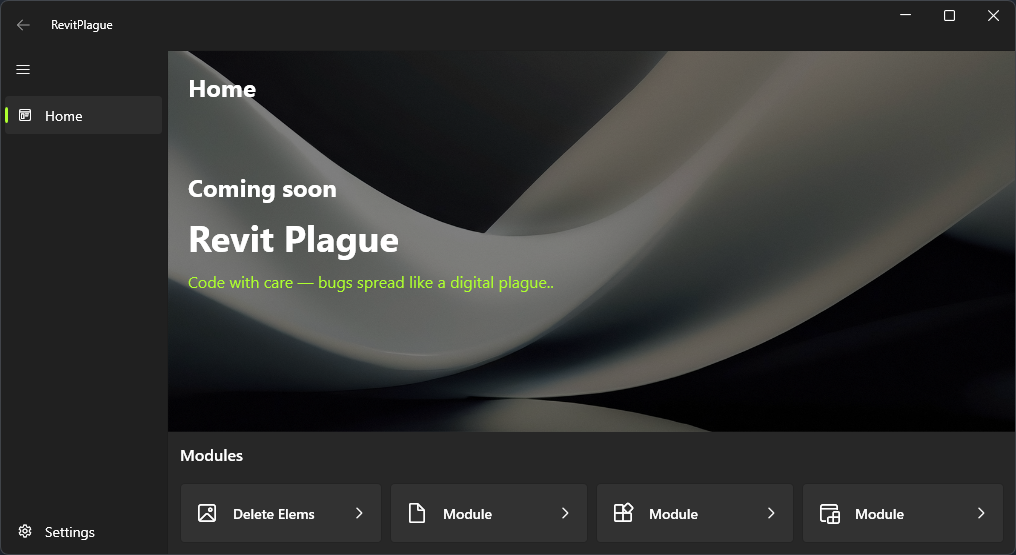 RevitPlague
Home
Home
Coming soon
Revit Plague
Code with care — bugs spread like a digital plague..
Modules
Delete Elems
Module
Module
Module
Settings